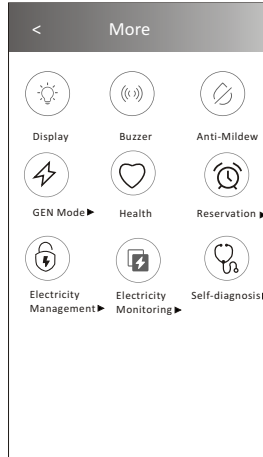 < More
Display Buzzer Anti-Mildew
GEN Mode▶ Health Reservation▶
Electricity Electricity Self-diagnosis▶
Management▶ Monitoring▶